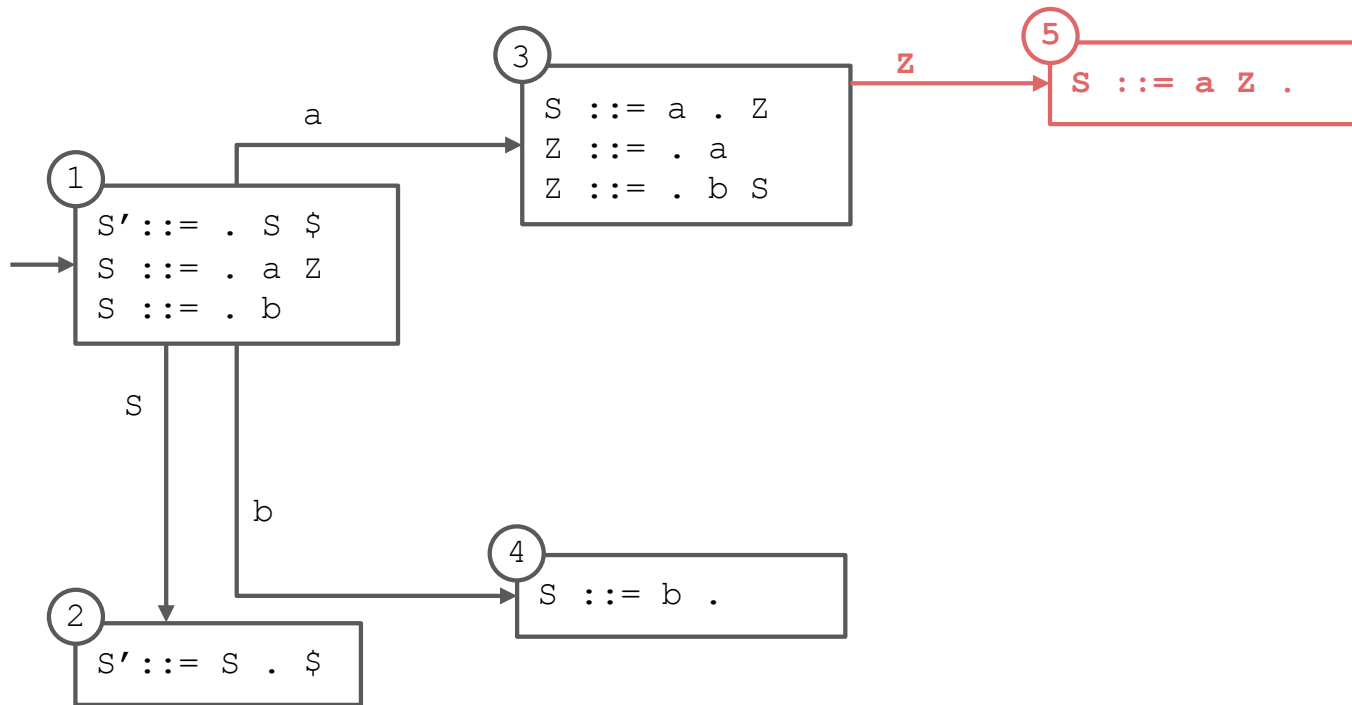 1
S’::= . S $
S ::= . a Z
S ::= . b
a
3
S ::= a . Z
Z ::= . a
Z ::= . b S
Z
5
S ::= a Z .
S
b
4
S ::= b .
2
S’::= S . $